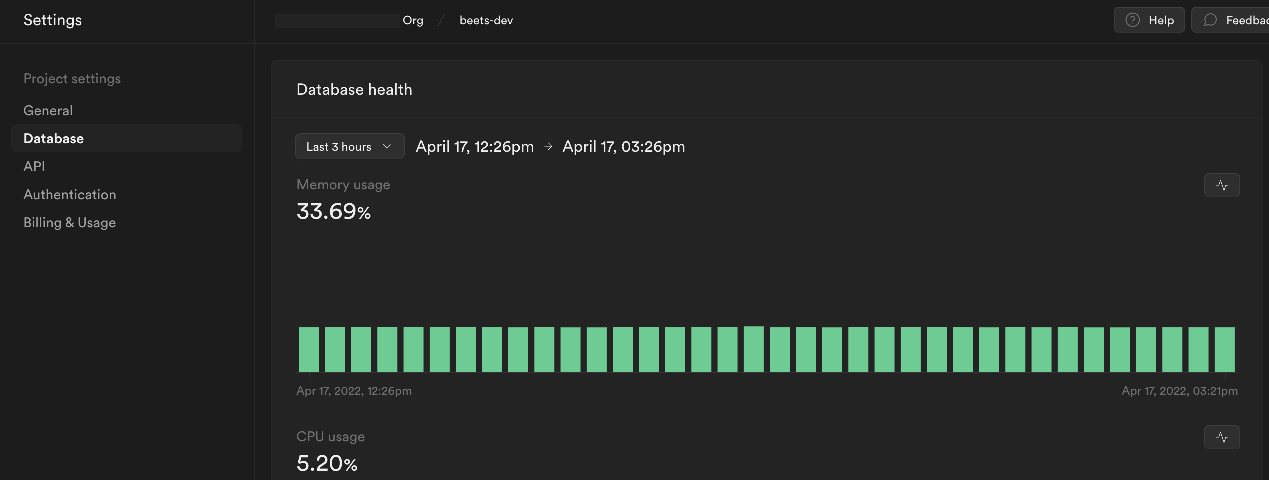 Settings
Org / beets-dev
Help
Feedbac
Project settings
General
Database
API
Authentication
Billing & Usage
Database health
Last 3 hours April 17, 12:26pm → April 17, 03:26pm
Memory usage
33.69%
Apr 17, 2022, 12:26pm Apr 17, 2022, 03:21pm
CPU usage
5.20%